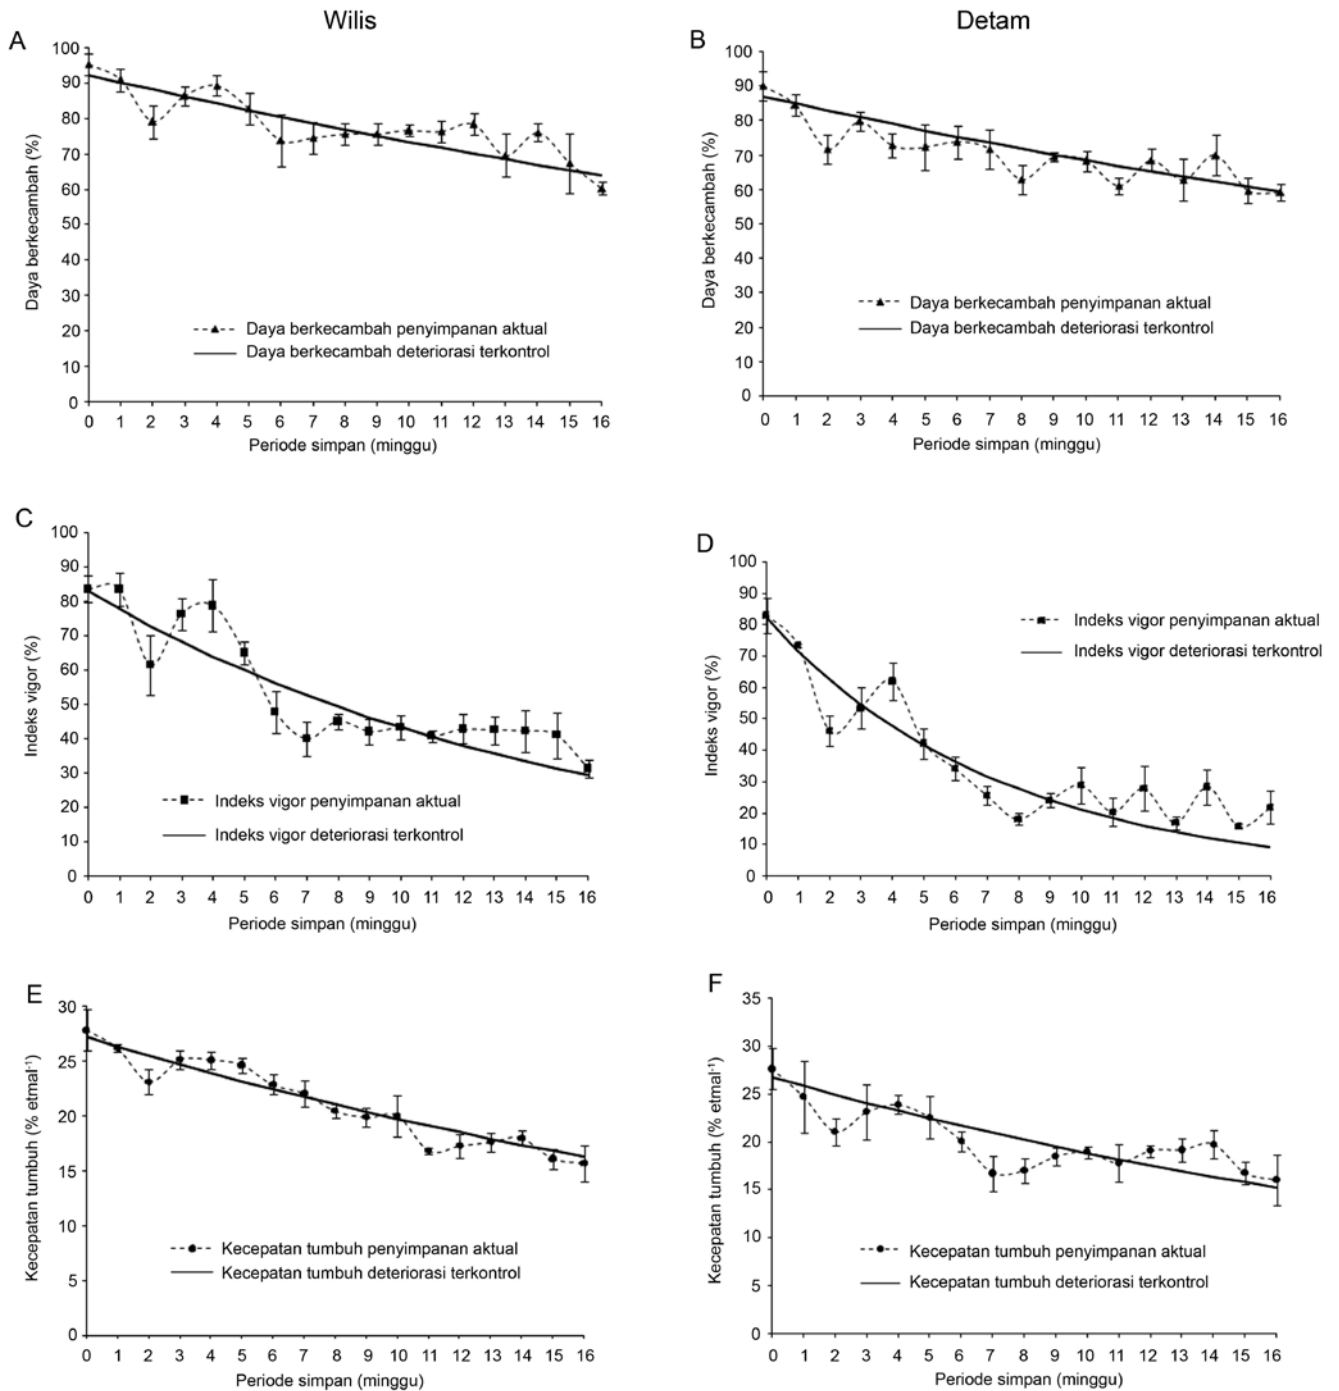 Wilis
Detam
A
100
90
80
70
60
50
40
30
20
10
0
Daya berkecambah (%)
Daya berkecambah penyimpanan aktual
Daya berkecambah deteriorasi terkontrol
0 1 2 3 4 5 6 7 8 9 10 11 12 13 14 15 16
Periode simpan (minggu)
B
100
90
80
70
60
50
40
30
20
10
0
Daya berkecambah (%)
Daya berkecambah penyimpanan aktual
Daya berkecambah deteriorasi terkontrol
0 1 2 3 4 5 6 7 8 9 10 11 12 13 14 15 16
Periode simpan (minggu)
C
100
90
80
70
60
50
40
30
20
10
0
Indeks vigor (%)
Indeks vigor penyimpanan aktual
Indeks vigor deteriorasi terkontrol
0 1 2 3 4 5 6 7 8 9 10 11 12 13 14 15 16
Periode simpan (minggu)
D
100
90
80
70
60
50
40
30
20
10
0
Indeks vigor (%)
Indeks vigor penyimpanan aktual
Indeks vigor deteriorasi terkontrol
0 1 2 3 4 5 6 7 8 9 10 11 12 13 14 15 16
Periode simpan (minggu)
E
30
25
20
15
10
5
0
Kecepatan tumbuh (% etmal⁻¹)
Kecepatan tumbuh penyimpanan aktual
Kecepatan tumbuh deteriorasi terkontrol
0 1 2 3 4 5 6 7 8 9 10 11 12 13 14 15 16
Periode simpan (minggu)
F
35
30
25
20
15
10
5
0
Kecepatan tumbuh (% etmal⁻¹)
Kecepatan tumbuh penyimpanan aktual
Kecepatan tumbuh deteriorasi terkontrol
0 1 2 3 4 5 6 7 8 9 10 11 12 13 14 15 16
Periode simpan (minggu)